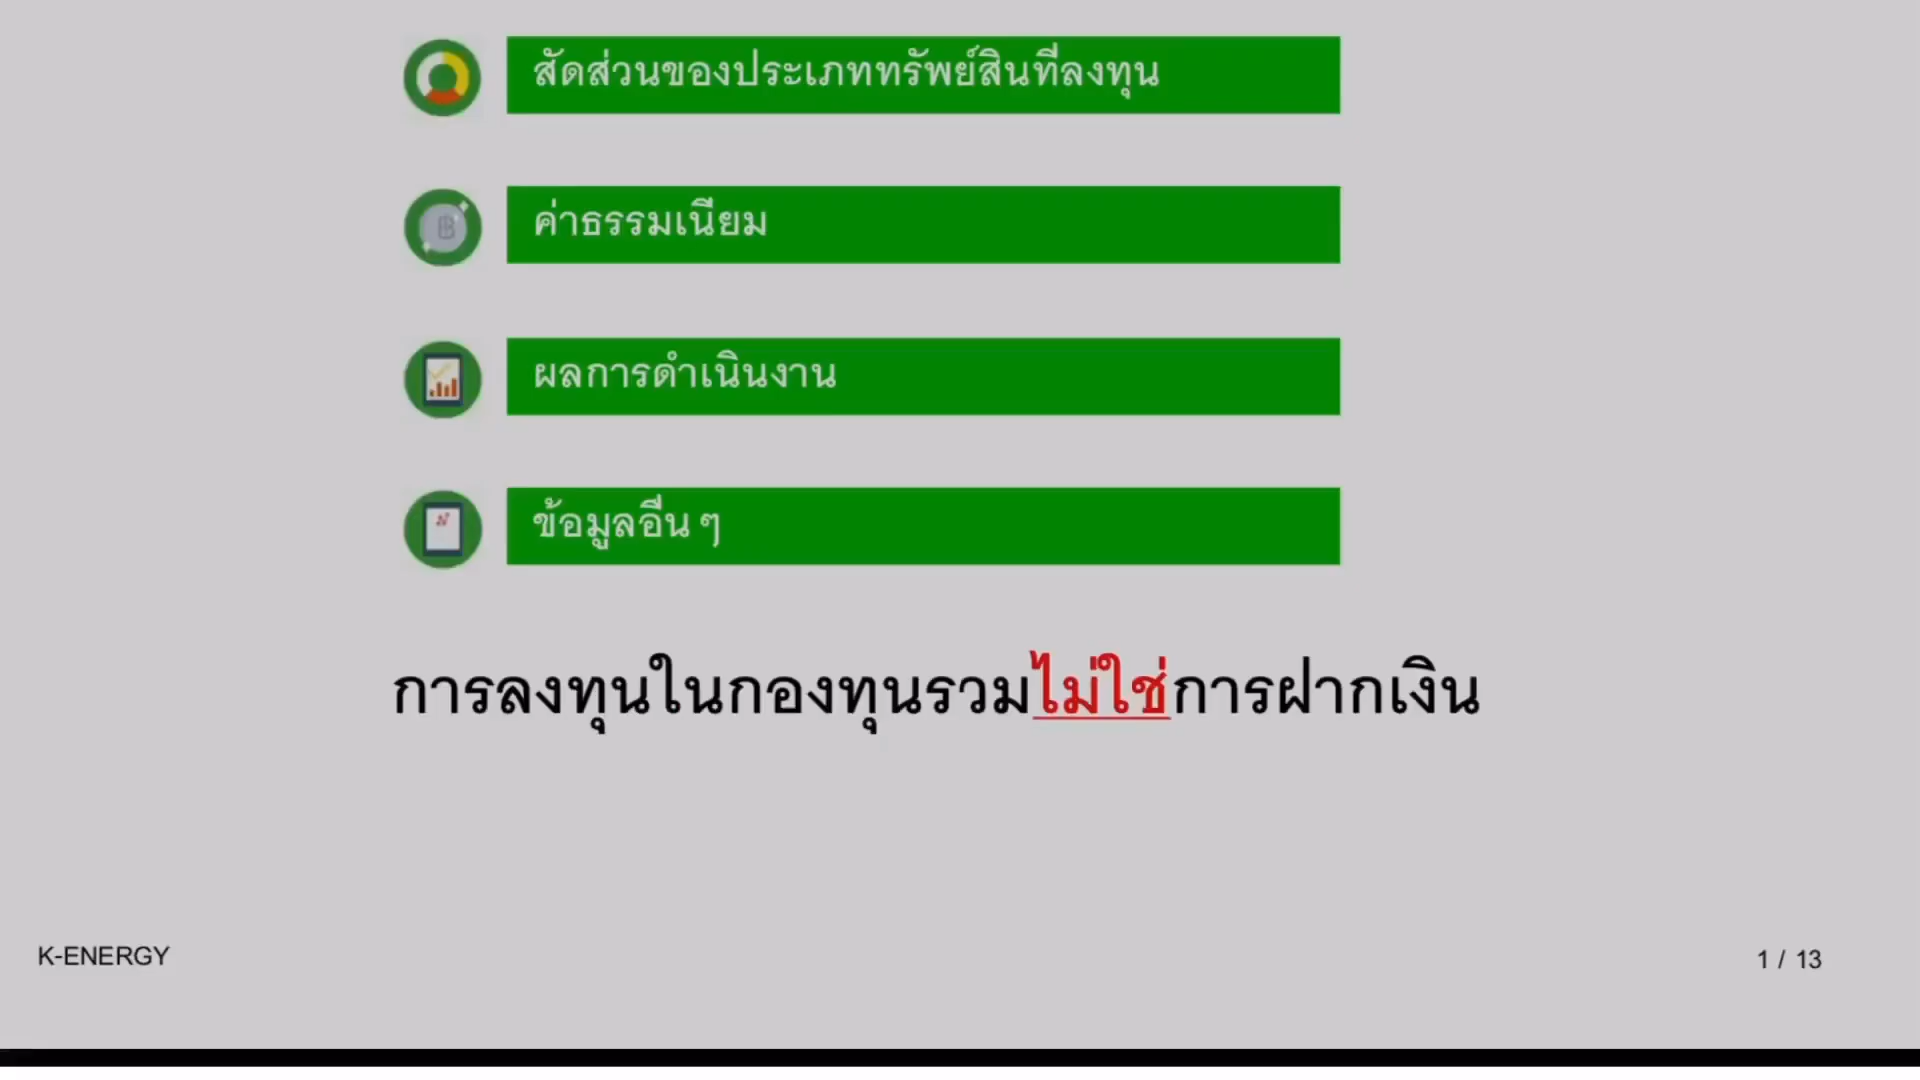 สัดส่วนของประเภททรัพย์สินที่ลงทุน
ค่าธรรมเนียม
ผลการดำเนินงาน
ข้อมูลอื่น ๆ
การลงทุนในกองทุนรวมไม่ใช่การฝากเงิน
K-ENERGY
1 / 13